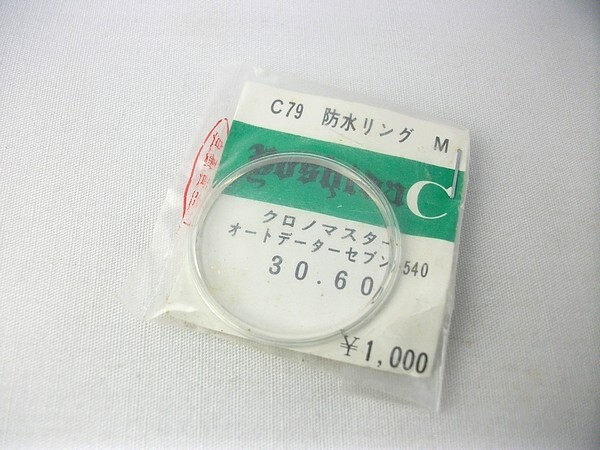 C79 防水リング M
Yoshida C
クロノマスター
オートデーターセブン 540
30.60
¥1,000